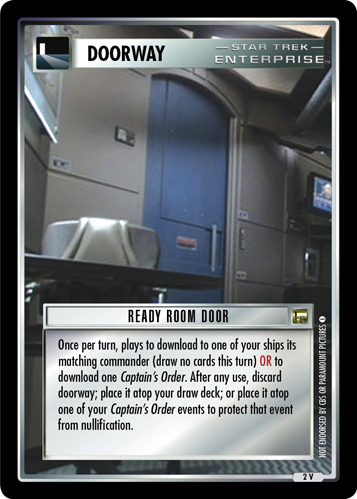 DOORWAY
STAR TREK
ENTERPRISE™
READY ROOM DOOR
Once per turn, plays to download to one of your ships its
matching commander (draw no cards this turn) OR to
download one Captain's Order. After any use, discard
doorway; place it atop your draw deck; or place it atop
one of your Captain's Order events to protect that event
from nullification.
NOT ENDORSED BY CBS OR PARAMOUNT PICTURES
2 V